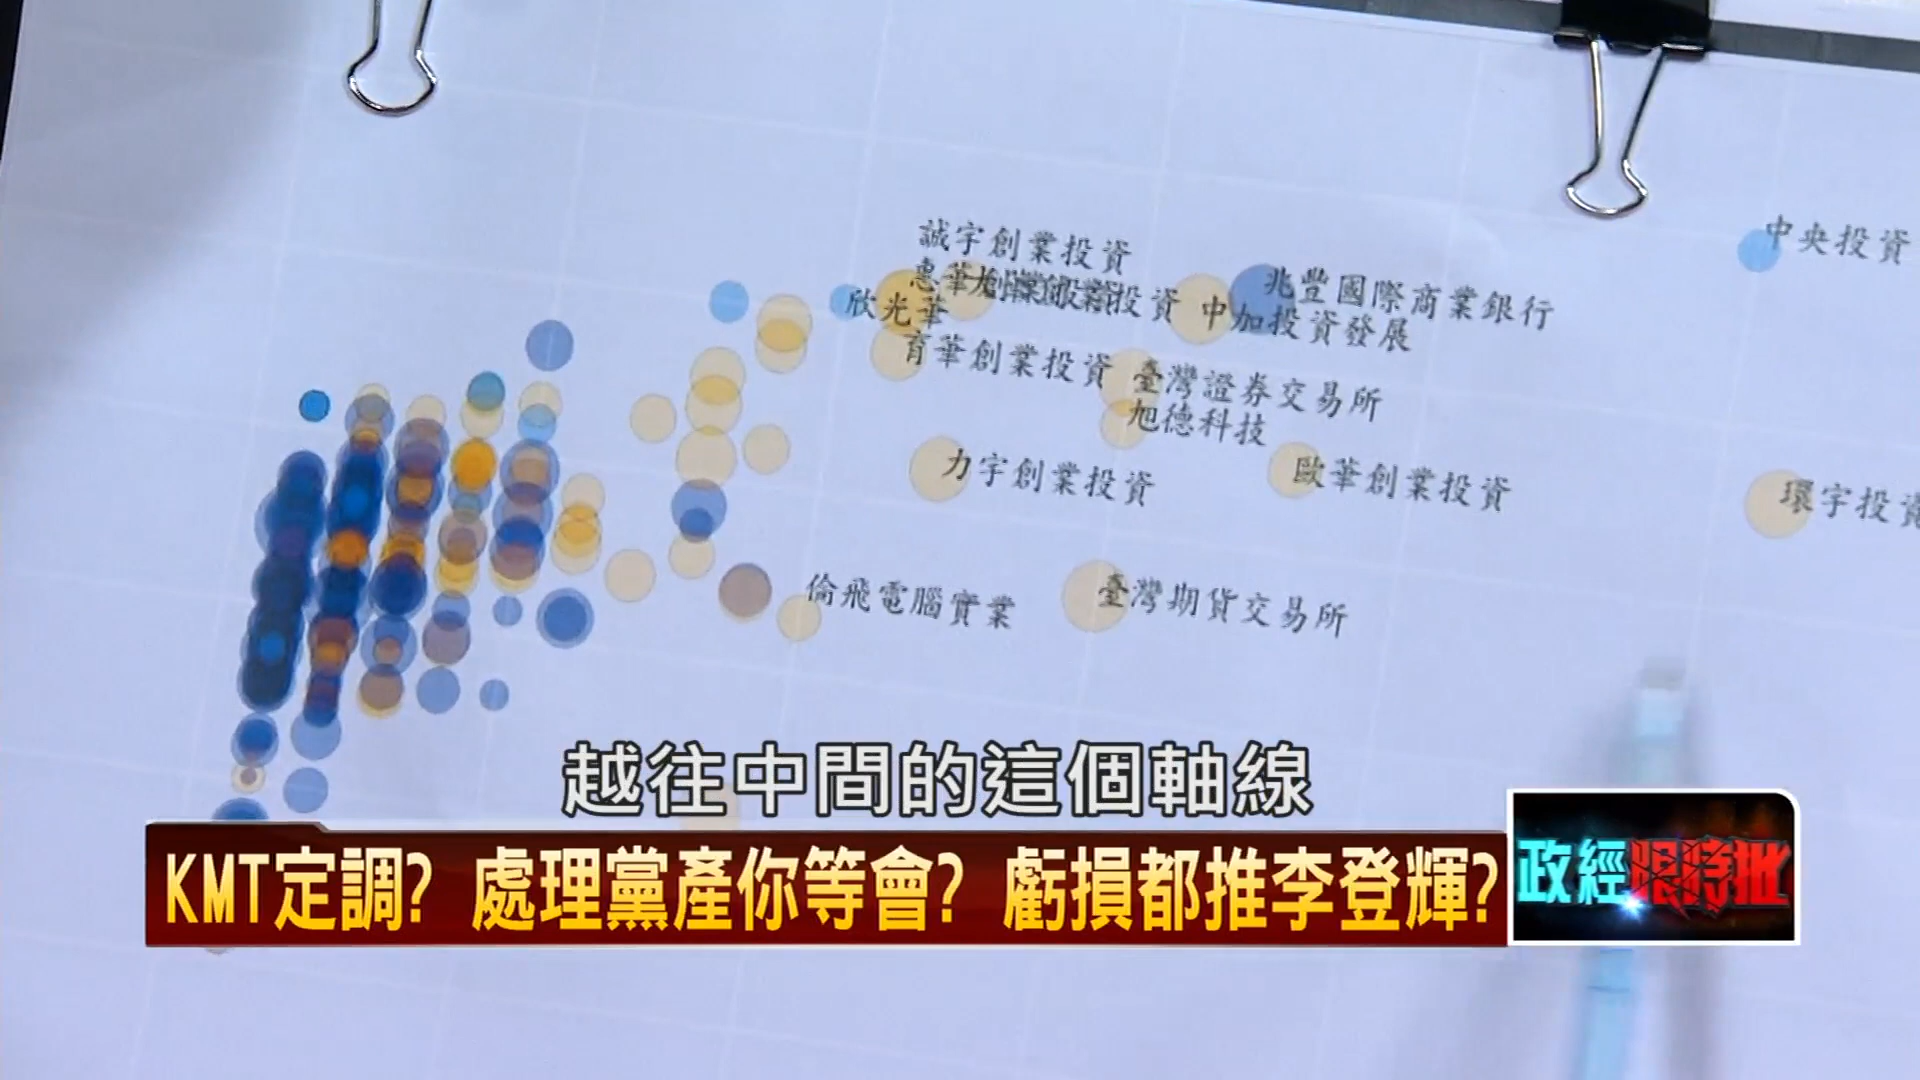 中央投資
誠宇創業投資
兆豐國際商業銀行
欣光華
中加投資發展
育華創業投資
臺灣證券交易所
旭德科技
力宇創業投資
歐華創業投資
環宇投資
倫飛電腦實業
臺灣期貨交易所
越往中間的這個軸線
KMT定調? 處理黨產你等會? 虧損都推李登輝?
政經眼特批